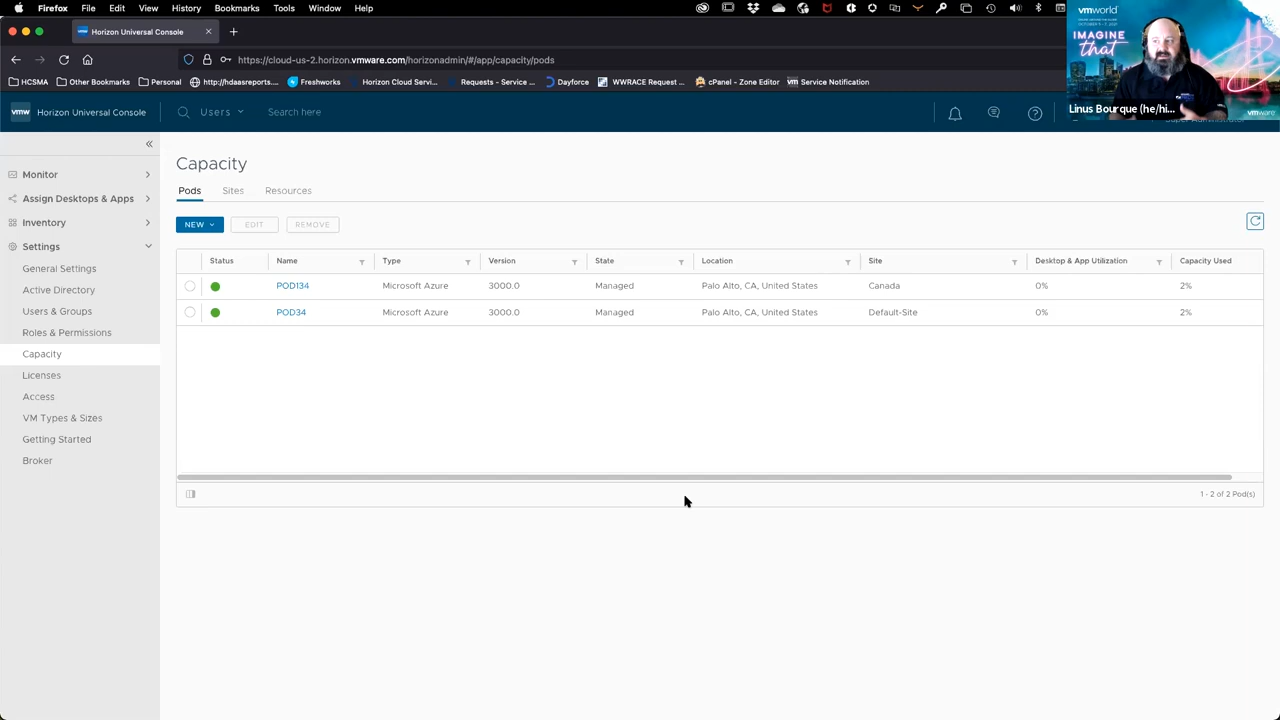 Firefox File Edit View History Bookmarks Tools Window Help
Horizon Universal Console
https://cloud-us-2.horizon.vmware.com/horizonadmin/#/app/capacity/pods
HCSMA Other Bookmarks Personal http://hdaasreports... Freshworks Horizon Cloud Servi... Requests - Service ... Dayforce WWRACE Request ... cPanel - Zone Editor Service Notification
vmw Horizon Universal Console Users Search here
vmworld
IMAGINE
that
Linus Bourque (he/hi...
vmware
Super Administrator
Monitor
Assign Desktops & Apps
Inventory
Settings
General Settings
Active Directory
Users & Groups
Roles & Permissions
Capacity
Licenses
Access
VM Types & Sizes
Getting Started
Broker
Capacity
Pods Sites Resources
NEW EDIT REMOVE
Status Name Type Version State Location Site Desktop & App Utilization Capacity Used
POD134 Microsoft Azure 3000.0 Managed Palo Alto, CA, United States Canada 0% 2%
POD34 Microsoft Azure 3000.0 Managed Palo Alto, CA, United States Default-Site 0% 2%
1 - 2 of 2 Pod(s)